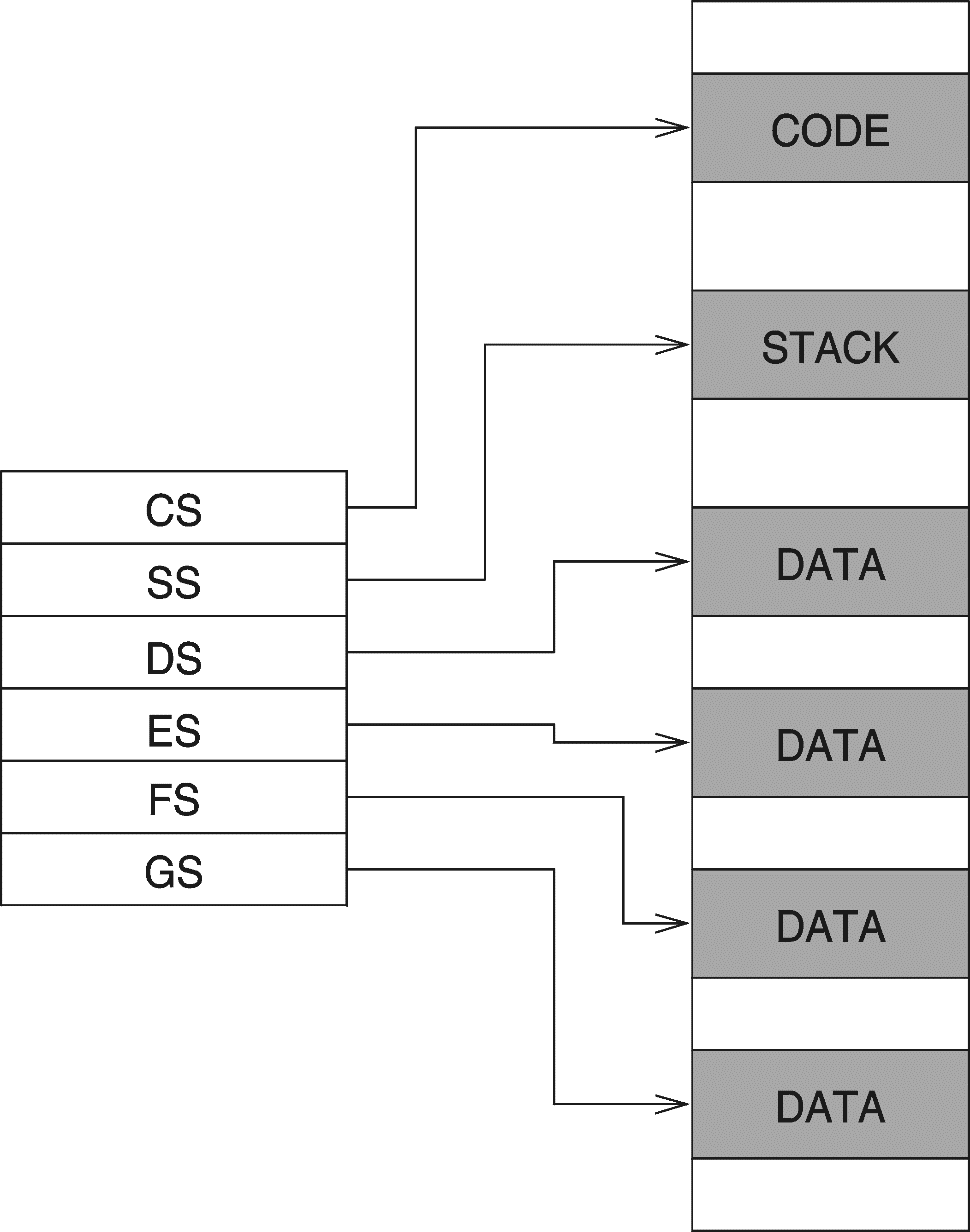 CS
SS
DS
ES
FS
GS
CODE
STACK
DATA
DATA
DATA
DATA